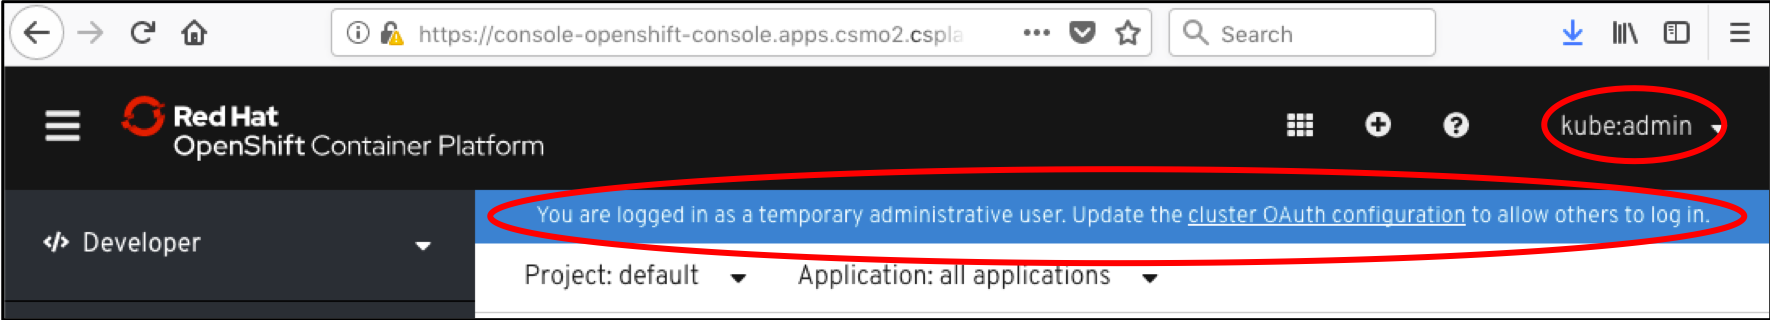 https://console-openshift-console.apps.csmo2.cspla
Search
Red Hat
OpenShift Container Platform
kube:admin
You are logged in as a temporary administrative user. Update the cluster OAuth configuration to allow others to log in.
</> Developer
Project: default
Application: all applications